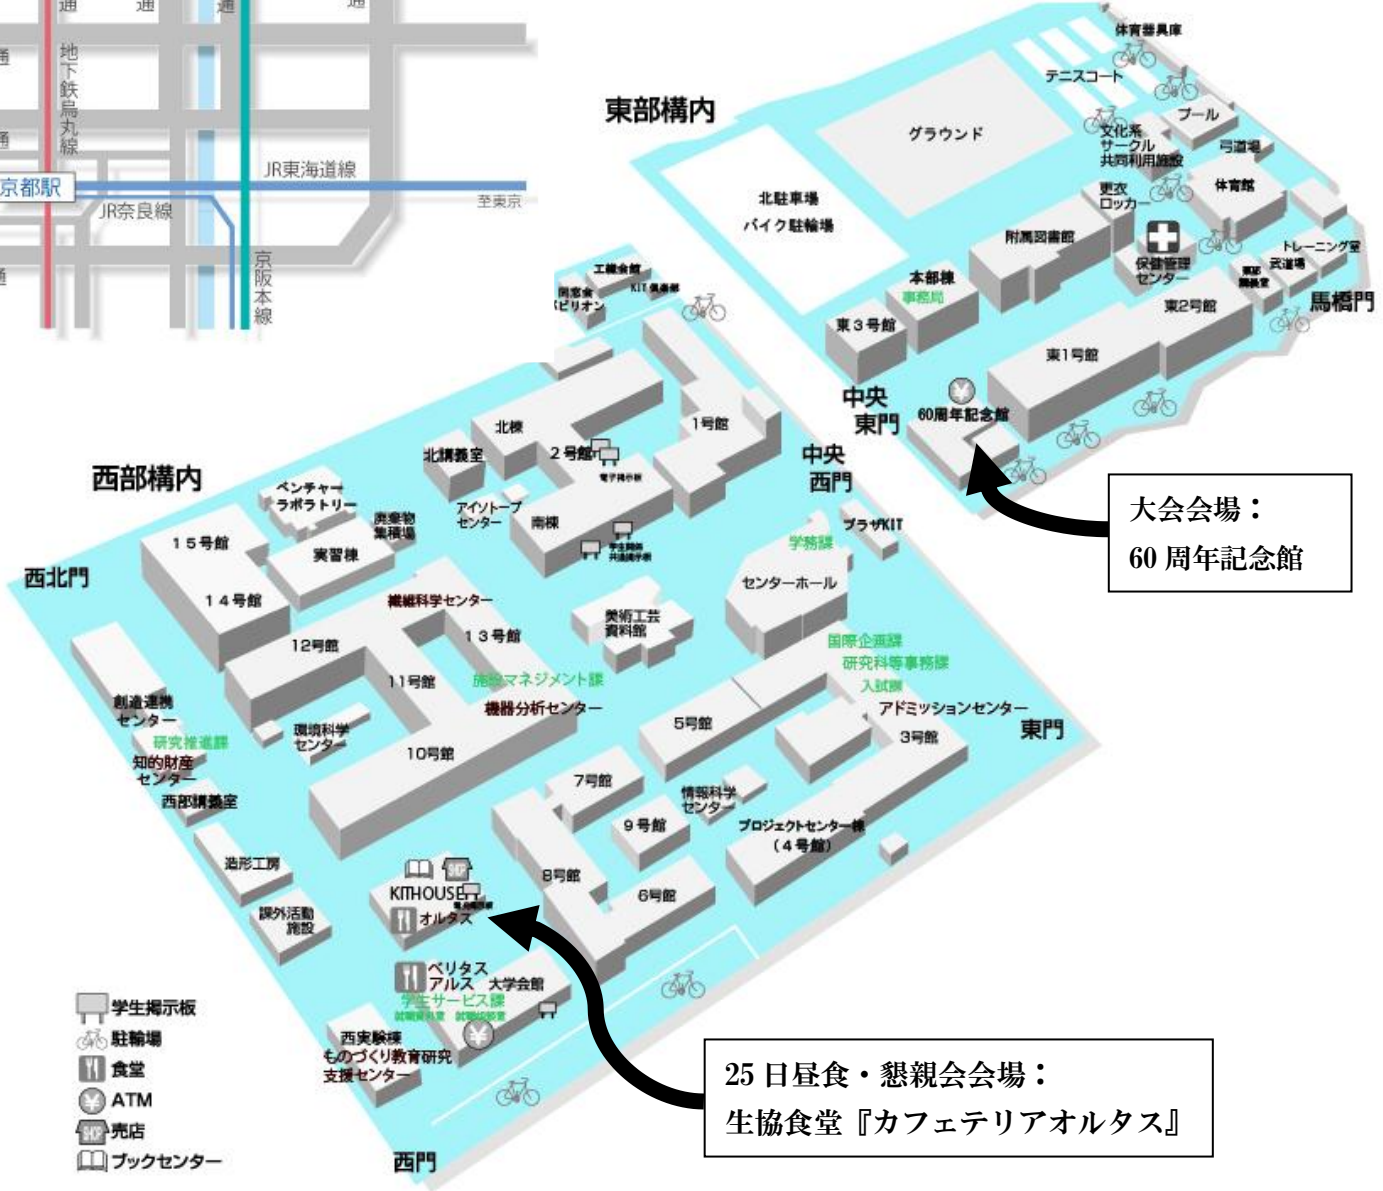 通
通
通
通
通
地下鉄烏丸線
通
JR東海道線
京都駅
至東京
JR奈良線
通
京阪本線
東部構内
体育器具庫
テニスコート
グラウンド
プール
文化系
サークル
共同利用施設
弓道場
体育館
更衣
ロッカー
北駐車場
バイク駐輪場
附属図書館
保健管理
センター
トレーニング室
武道場
本部棟
事務局
馬橋門
東2号館
東3号館
東1号館
中央
東門
60周年記念館
工繊会館
KIT倶楽部
同窓会
パビリオン
大会会場：
60 周年記念館
西部構内
北棟
1号館
北講義室
2号館
電子掲示板
中央
西門
ベンチャー
ラボラトリー
アイソトープ
センター
南棟
プラザKIT
廃棄物
集積場
15号館
実習棟
学務課
西北門
センターホール
14号館
繊維科学センター
美術工芸
資料館
12号館
13号館
国際企画課
研究科等事務課
入試課
11号館
施設マネジメント課
機器分析センター
アドミッションセンター
創造連携
センター
5号館
3号館
東門
環境科学
センター
研究推進課
10号館
知的財産
センター
7号館
西部講義室
情報科学
センター
9号館
プロジェクトセンター棟
（4号館）
造形工房
8号館
6号館
KITHOUSE
オルタス
課外活動
施設
ベリタス
アルス
大学会館
学生サービス課
西実験棟
ものづくり教育研究
支援センター
25 日昼食・懇親会会場：
生協食堂『カフェテリアオルタス』
学生掲示板
駐輪場
食堂
ATM
SHOP
売店
ブックセンター
西門